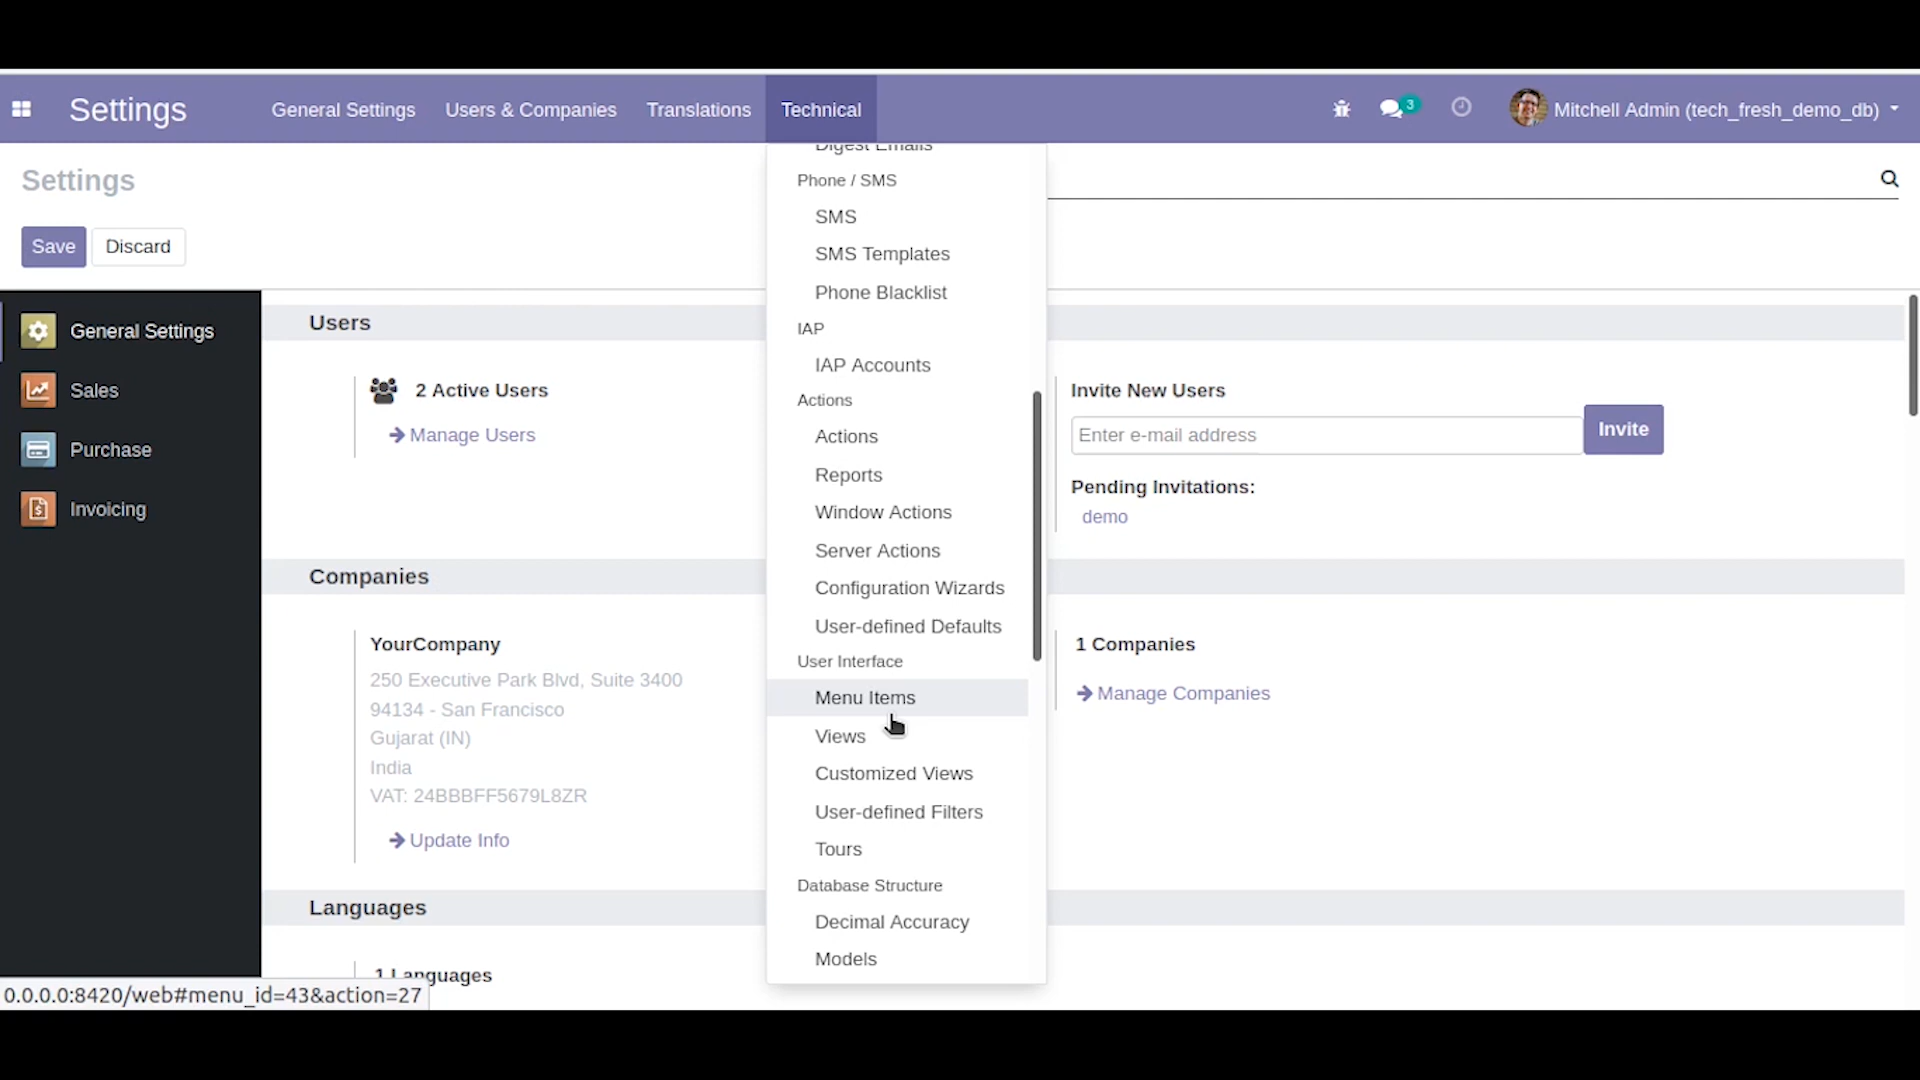 Settings
General Settings
Users & Companies
Translations
Technical
3
Mitchell Admin (tech_fresh_demo_db)
Settings
Save
Discard
General Settings
Sales
Purchase
Invoicing
Digest Emails
Phone / SMS
SMS
SMS Templates
Phone Blacklist
IAP
IAP Accounts
Actions
Actions
Reports
Window Actions
Server Actions
Configuration Wizards
User-defined Defaults
User Interface
Menu Items
Views
Customized Views
User-defined Filters
Tours
Database Structure
Decimal Accuracy
Models
Users
2 Active Users
Manage Users
Invite New Users
Enter e-mail address
Invite
Pending Invitations:
demo
Companies
YourCompany
250 Executive Park Blvd, Suite 3400
94134 - San Francisco
Gujarat (IN)
India
VAT: 24BBBFF5679L8ZR
Update Info
1 Companies
Manage Companies
Languages
1 Languages
0.0.0.0:8420/web#menu_id=43&action=27